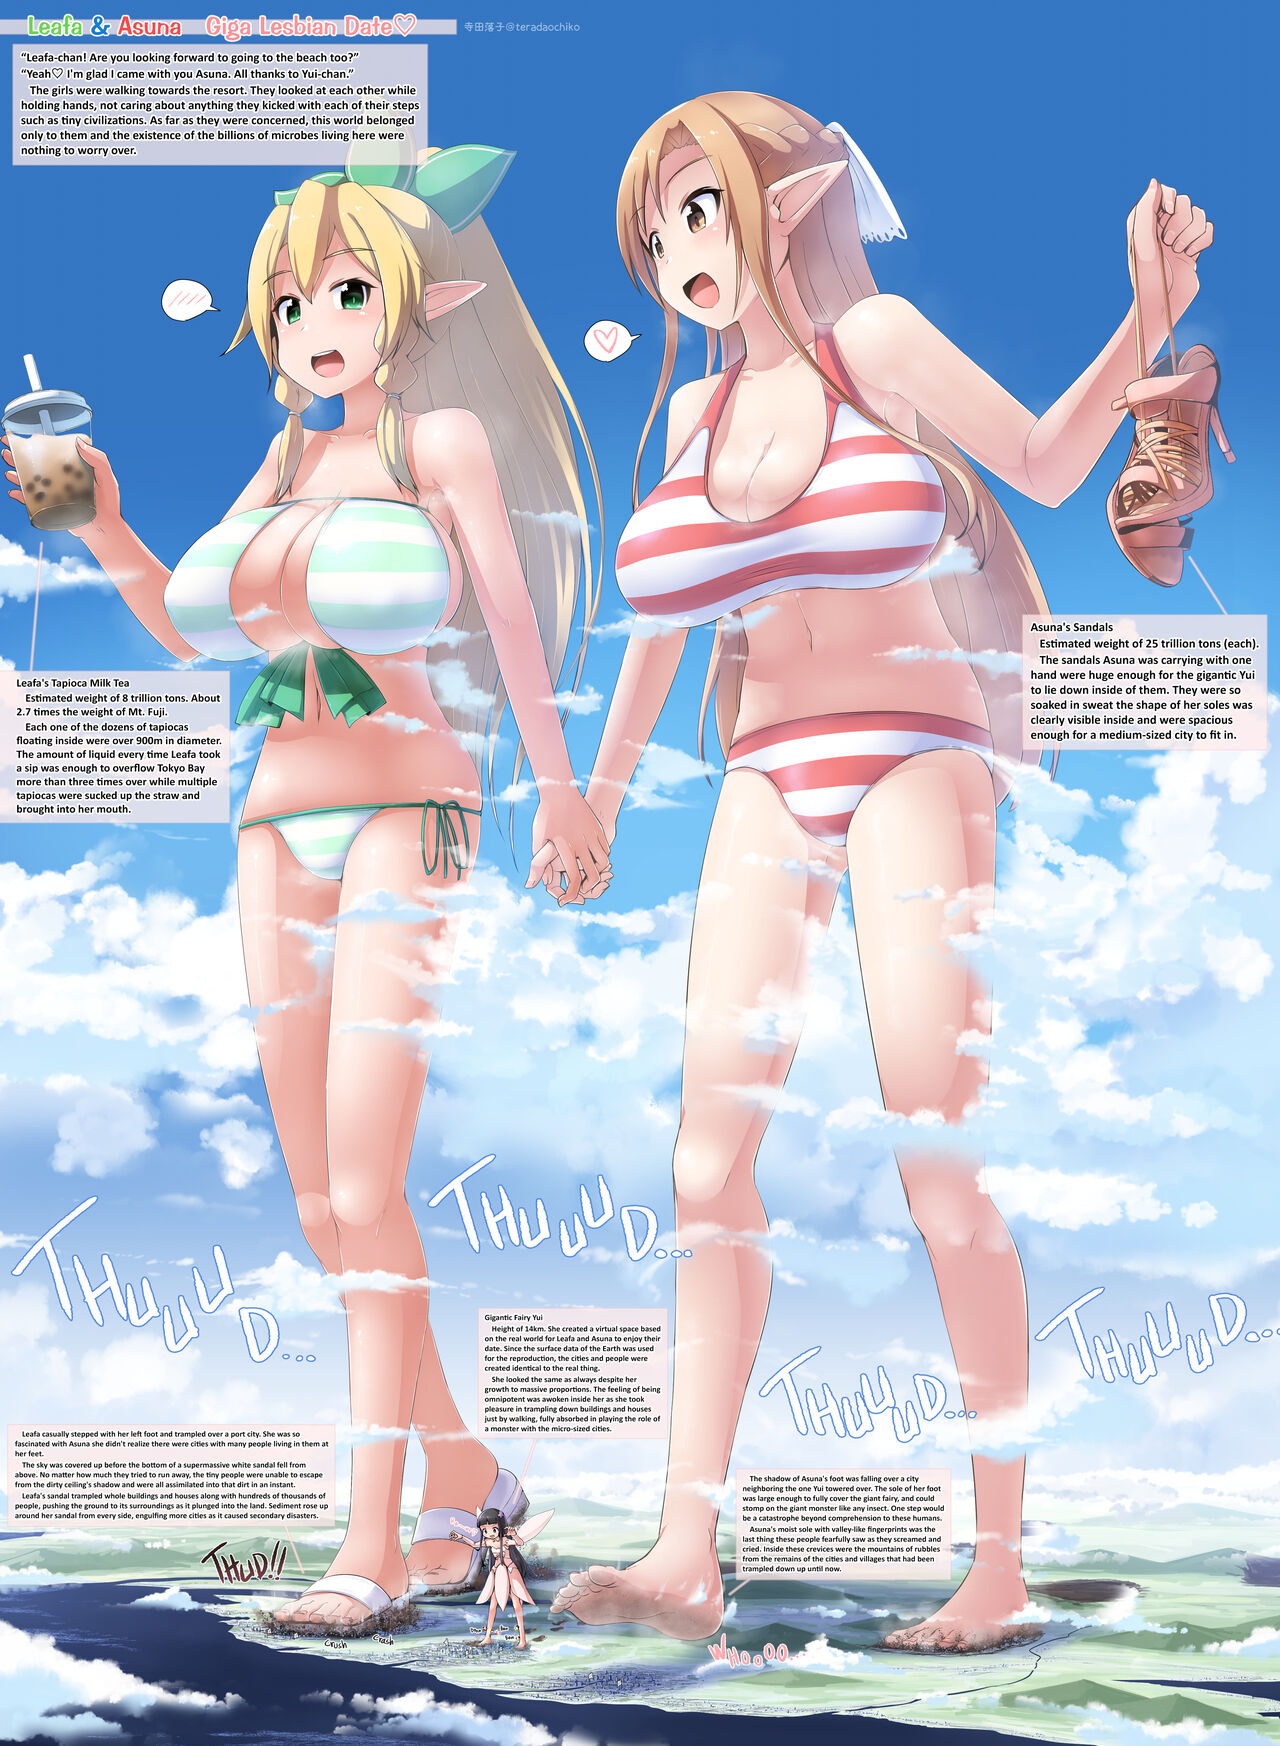 Leafa & Asuna Giga Lesbian Date♡
寺田落子@teradaochiko
“Leafa-chan! Are you looking forward to going to the beach too?”
“Yeah♡ I'm glad I came with you Asuna. All thanks to Yui-chan.”
The girls were walking towards the resort. They looked at each other while
holding hands, not caring about anything they kicked with each of their steps
such as tiny civilizations. As far as they were concerned, this world belonged
only to them and the existence of the billions of microbes living here were
nothing to worry over.
Asuna's Sandals
Estimated weight of 25 trillion tons (each).
The sandals Asuna was carrying with one
hand were huge enough for the gigantic Yui
to lie down inside of them. They were so
soaked in sweat the shape of her soles was
clearly visible inside and were spacious
enough for a medium-sized city to fit in.
Leafa's Tapioca Milk Tea
Estimated weight of 8 trillion tons. About
2.7 times the weight of Mt. Fuji.
Each one of the dozens of tapiocas
floating inside were over 900m in diameter.
The amount of liquid every time Leafa took
a sip was enough to overflow Tokyo Bay
more than three times over while multiple
tapiocas were sucked up the straw and
brought into her mouth.
THUUUD...
THUUUD...
THUUUD...
THUUUD...
Gigantic Fairy Yui
Height of 14km. She created a virtual space based
on the real world for Leafa and Asuna to enjoy their
date. Since the surface data of the Earth was used
for the reproduction, the cities and people were
created identical to the real thing.
She looked the same as always despite her
growth to massive proportions. The feeling of being
omnipotent was awoken inside her as she took
pleasure in trampling down buildings and houses
just by walking, fully absorbed in playing the role of
a monster with the micro-sized cities.
Leafa casually stepped with her left foot and trampled over a port city. She was so
fascinated with Asuna she didn't realize there were cities with many people living in them at
her feet.
The sky was covered up before the bottom of a supermassive white sandal fell from
above. No matter how much they tried to run away, the tiny people were unable to escape
from the dirty ceiling's shadow and were all assimilated into that dirt in an instant.
Leafa's sandal trampled whole buildings and houses along with hundreds of thousands of
people, pushing the ground to its surroundings as it plunged into the land. Sediment rose up
around her sandal from every side, engulfing more cities as it caused secondary disasters.
The shadow of Asuna's foot was falling over a city
neighboring the one Yui towered over. The sole of her foot
was large enough to fully cover the giant fairy, and could
stomp on the giant monster like any insect. One step would
be a catastrophe beyond comprehension to these humans.
Asuna's moist sole with valley-like fingerprints was the
last thing these people fearfully saw as they screamed and
cried. Inside these crevices were the mountains of rubbles
from the remains of the cities and villages that had been
trampled down up until now.
THUD!!
Crush
Crash
WHOOOO...